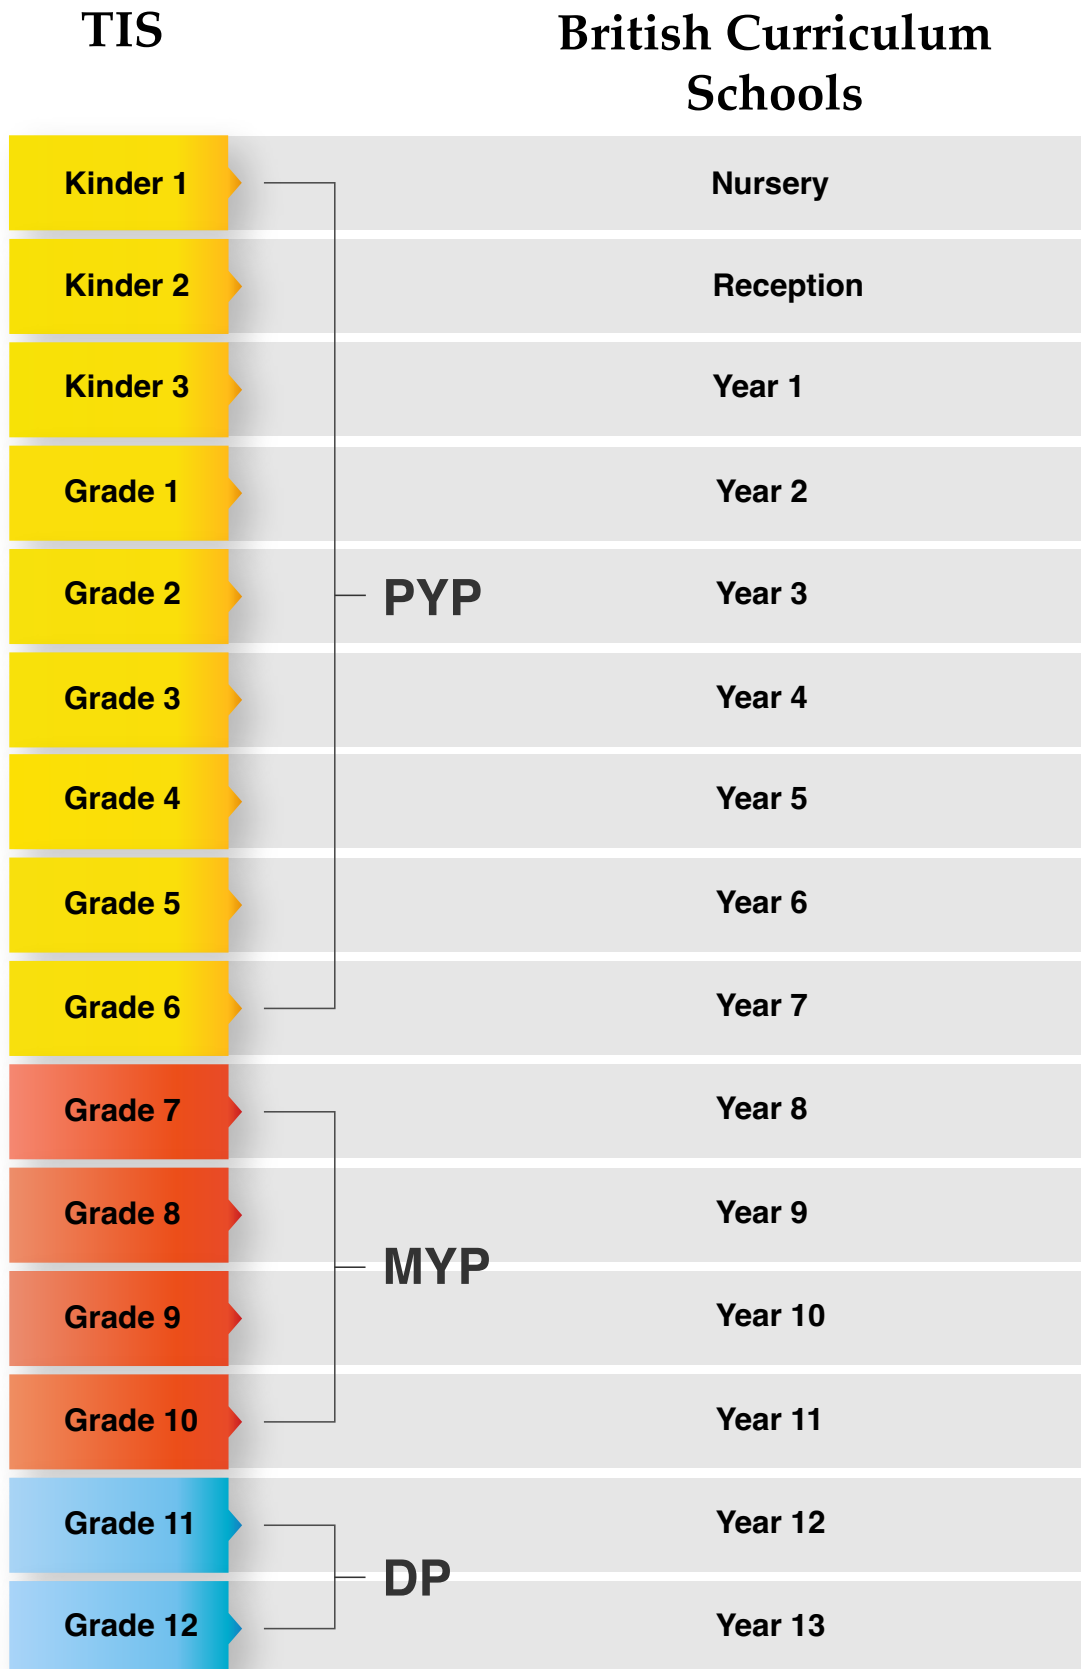 TIS
British Curriculum
Schools
Kinder 1
Nursery
Kinder 2
Reception
Kinder 3
Year 1
Grade 1
Year 2
Grade 2
PYP
Year 3
Grade 3
Year 4
Grade 4
Year 5
Grade 5
Year 6
Grade 6
Year 7
Grade 7
Year 8
Grade 8
Year 9
MYP
Grade 9
Year 10
Grade 10
Year 11
Grade 11
Year 12
DP
Grade 12
Year 13